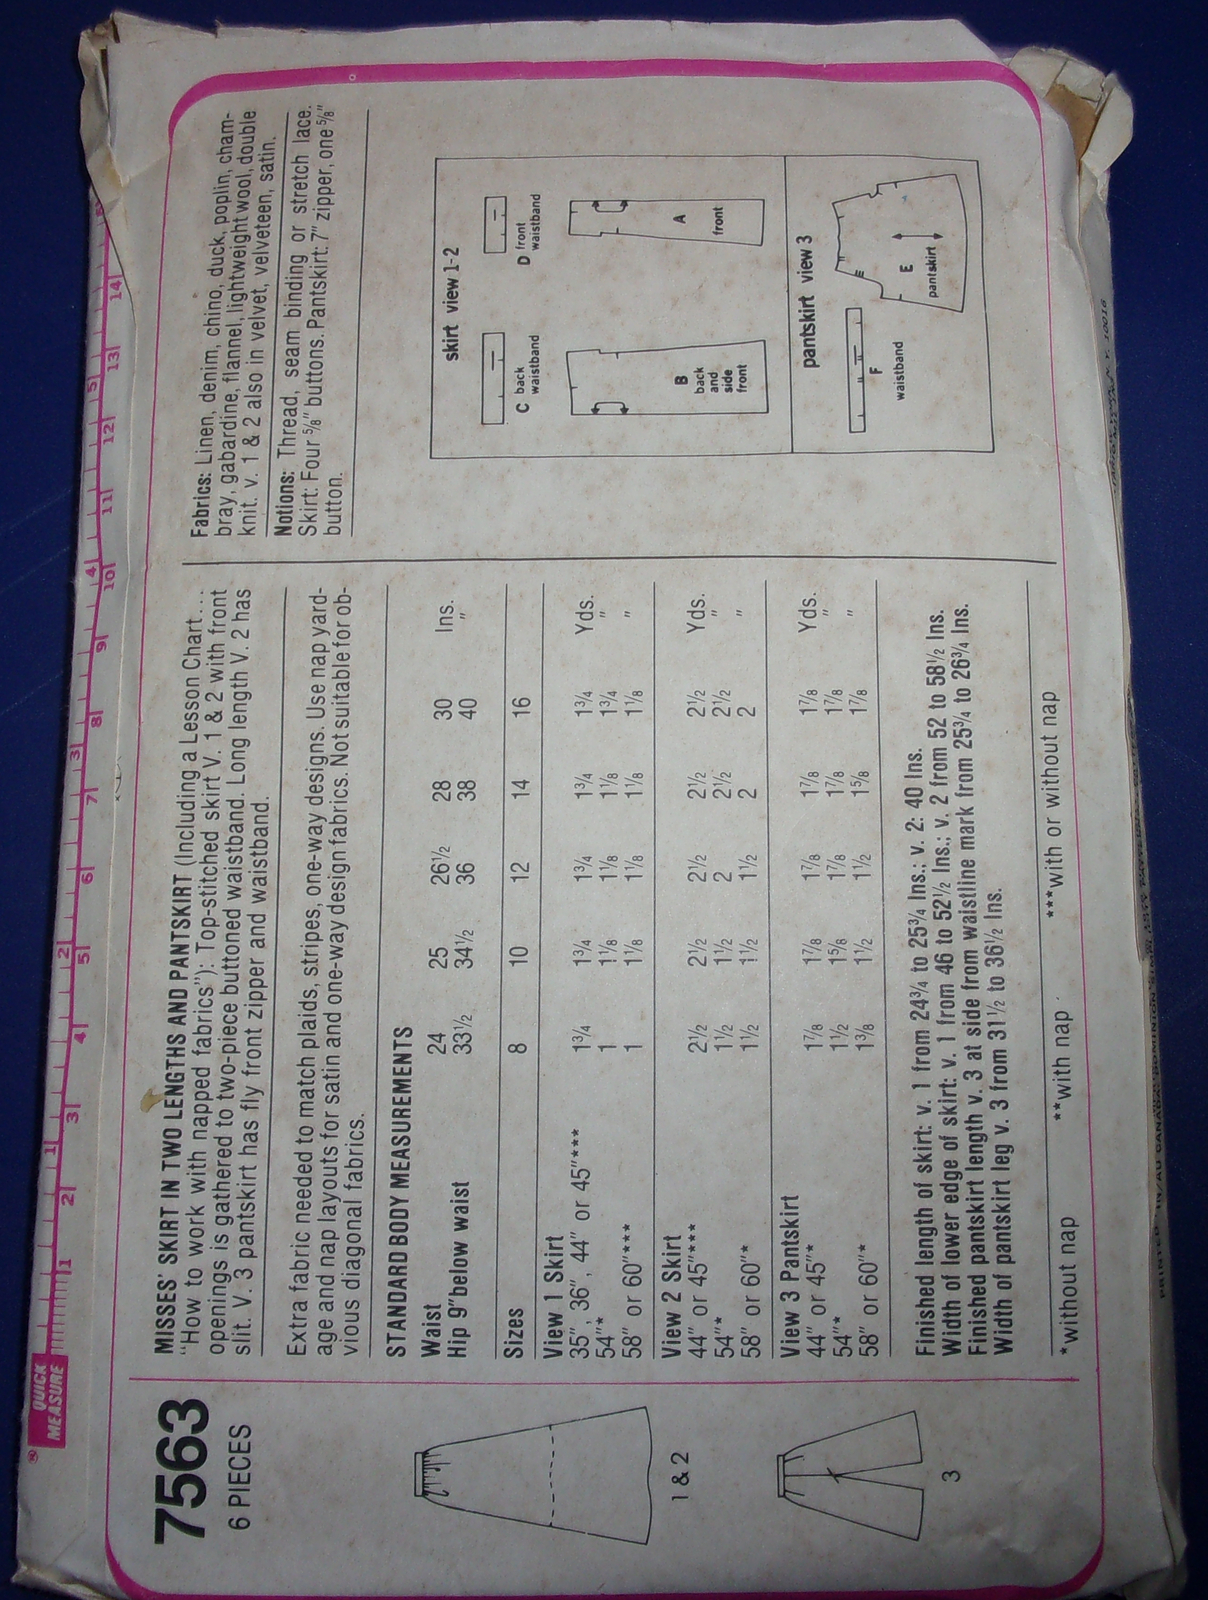 QUICK
MEASURE
1 2 3 4 5 6 7 8 9 10 11 12 13 14
1 2 3 4 5 6
7563
6 PIECES
MISSES' SKIRT IN TWO LENGTHS AND PANTSKIRT (Including a Lesson Chart...
"How to work with napped fabrics"): Top-stitched skirt V. 1 & 2 with front
openings is gathered to two-piece buttoned waistband. Long length V. 2 has
slit. V. 3 pantskirt has fly front zipper and waistband.
Extra fabric needed to match plaids, stripes, one-way designs. Use nap yard-
age and nap layouts for satin and one-way design fabrics. Not suitable for ob-
vious diagonal fabrics.
STANDARD BODY MEASUREMENTS
Waist 24 25 26½ 28 30 Ins.
Hip 9" below waist 33½ 34½ 36 38 40 "
Sizes 8 10 12 14 16
View 1 Skirt
35", 36", 44" or 45"*** 1¾ 1¾ 1¾ 1¾ 1¾ Yds.
54"* 1 1⅛ 1⅛ 1⅛ 1¾ "
58" or 60"*** 1 1⅛ 1⅛ 1⅛ 1⅛ "
View 2 Skirt
44" or 45"*** 2½ 2½ 2½ 2½ 2½ Yds.
54"* 1½ 1½ 2 2½ 2½ "
58" or 60"* 1½ 1½ 1½ 2 2 "
View 3 Pantskirt
44" or 45"* 1⅞ 1⅞ 1⅞ 1⅞ 1⅞ Yds.
54"* 1½ 1⅝ 1⅞ 1⅞ 1⅞ "
58" or 60"* 1⅜ 1½ 1½ 1⅝ 1⅞ "
Finished length of skirt: v. 1 from 24¾ to 25¾ Ins.; v. 2: 40 Ins.
Width of lower edge of skirt: v. 1 from 46 to 52½ Ins.; v. 2 from 52 to 58½ Ins.
Finished pantskirt length v. 3 at side from waistline mark from 25¾ to 26¾ Ins.
Width of pantskirt leg v. 3 from 31½ to 36½ Ins.
*without nap **with nap ***with or without nap
1 & 2
3
Fabrics: Linen, denim, chino, duck, poplin, cham-
bray, gabardine, flannel, lightweight wool, double
knit. v. 1 & 2 also in velvet, velveteen, satin.
Notions: Thread, seam binding or stretch lace.
Skirt: Four ⅝" buttons. Pantskirt: 7" zipper, one ⅝"
button.
skirt view 1-2
C back
waistband
D front
waistband
B
back
and
side
front
A
front
pantskirt view 3
F
waistband
E
pantskirt